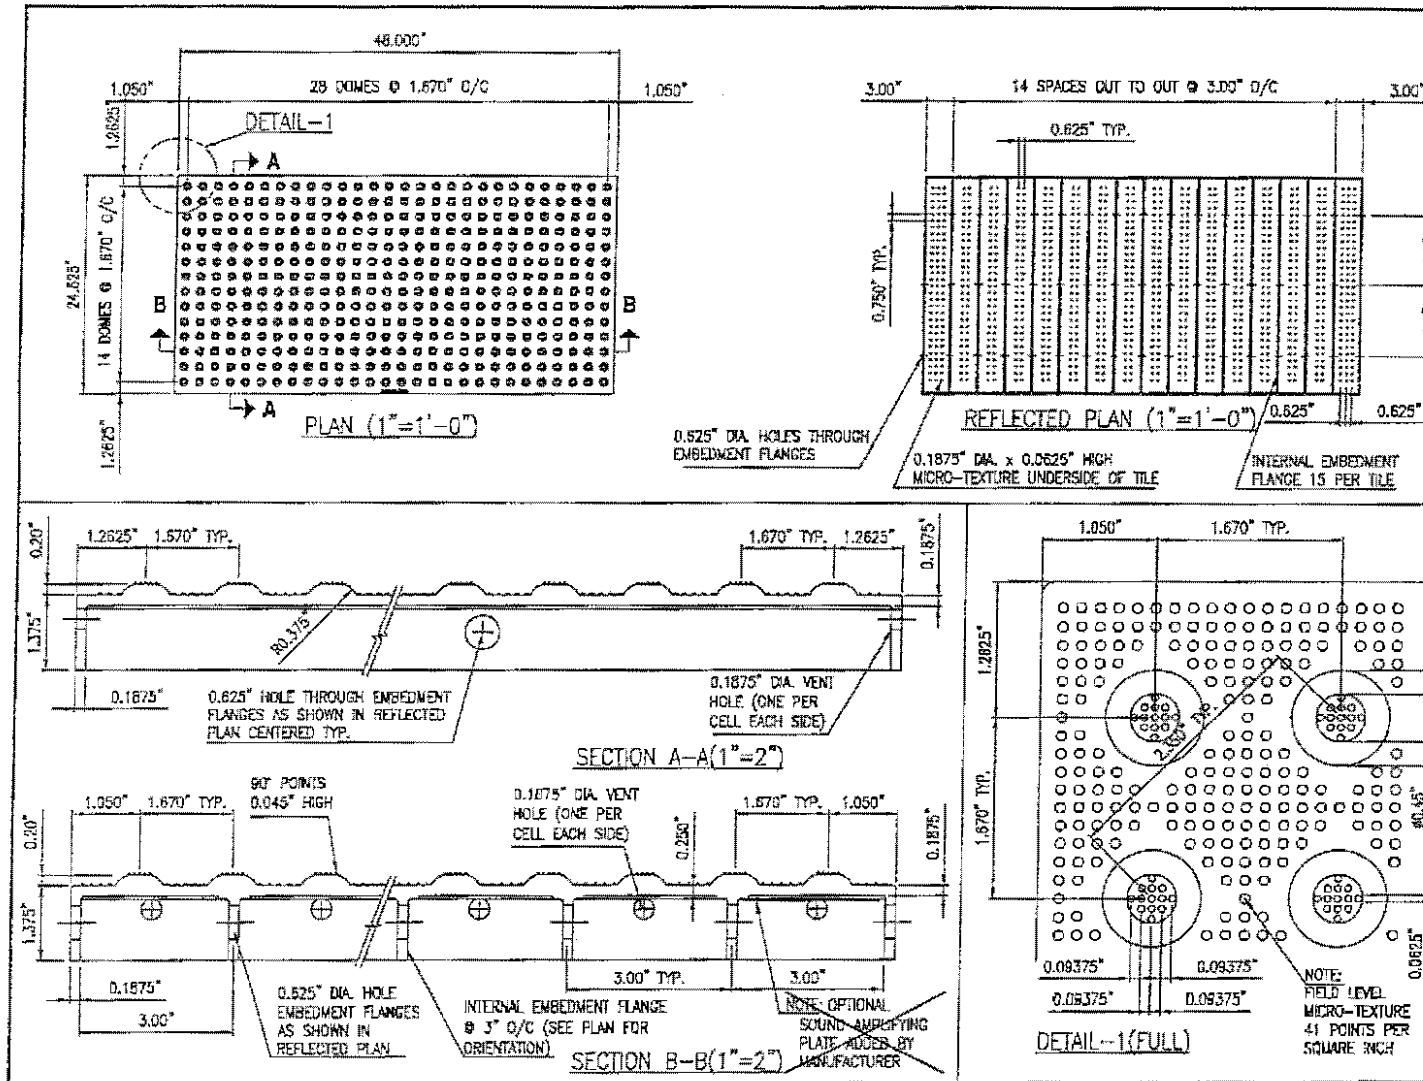 48.000"
1.050"
28 DOMES @ 1.670" O/C
1.050"
1.2625
DETAIL-1
A
24.625"
14 DOMES @ 1.670" O/C
B
B
1.2625"
A
PLAN (1"=1'-0")
3.00"
14 SPACES OUT TO OUT @ 3.00" O/C
3.00"
0.625" TYP.
0.750" TYP.
REFLECTED PLAN (1"=1'-0")
0.625"
0.625"
0.625" DIA. HOLES THROUGH
EMBEDMENT FLANGES
0.1875" DIA. x 0.0625" HIGH
MICRO-TEXTURE UNDERSIDE OF TILE
INTERNAL EMBEDMENT
FLANGE 15 PER TILE
0.20"
1.2625"
1.670" TYP.
1.670" TYP.
1.2625"
0.1875"
1.375"
R0.375"
0.1875"
0.625" HOLE THROUGH EMBEDMENT
FLANGES AS SHOWN IN REFLECTED
PLAN CENTERED TYP.
0.1875" DIA. VENT
HOLE (ONE PER
CELL EACH SIDE)
SECTION A-A(1"=2")
0.20"
1.050"
1.670" TYP.
90° POINTS
0.045" HIGH
0.1875" DIA. VENT
HOLE (ONE PER
CELL EACH SIDE)
0.250"
1.670" TYP.
1.050"
0.1875"
1.375"
0.1875"
3.00"
0.625" DIA. HOLE
EMBEDMENT FLANGES
AS SHOWN IN
REFLECTED PLAN
INTERNAL EMBEDMENT FLANGE
@ 3" O/C (SEE PLAN FOR
ORIENTATION)
3.00" TYP.
3.00"
NOTE: OPTIONAL
SOUND AMPLIFYING
PLATE ADDED BY
MANUFACTURER
SECTION B-B(1"=2")
1.050"
1.670" TYP.
1.2625"
1.670" TYP.
ø0.45"
0.0625"
0.09375"
0.09375"
0.09375"
0.09375"
NOTE:
FIELD LEVEL
MICRO-TEXTURE
41 POINTS PER
SQUARE INCH
DETAIL-1(FULL)